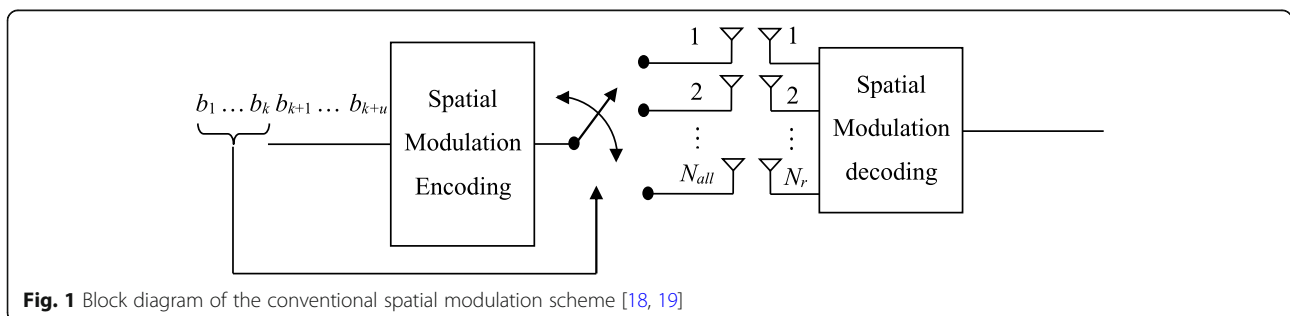 b1 … bk bk+1 … bk+u
Spatial
Modulation
Encoding
1
2
⋮
Nall
1
2
⋮
Nr
Spatial
Modulation
decoding
Fig. 1 Block diagram of the conventional spatial modulation scheme [18, 19]